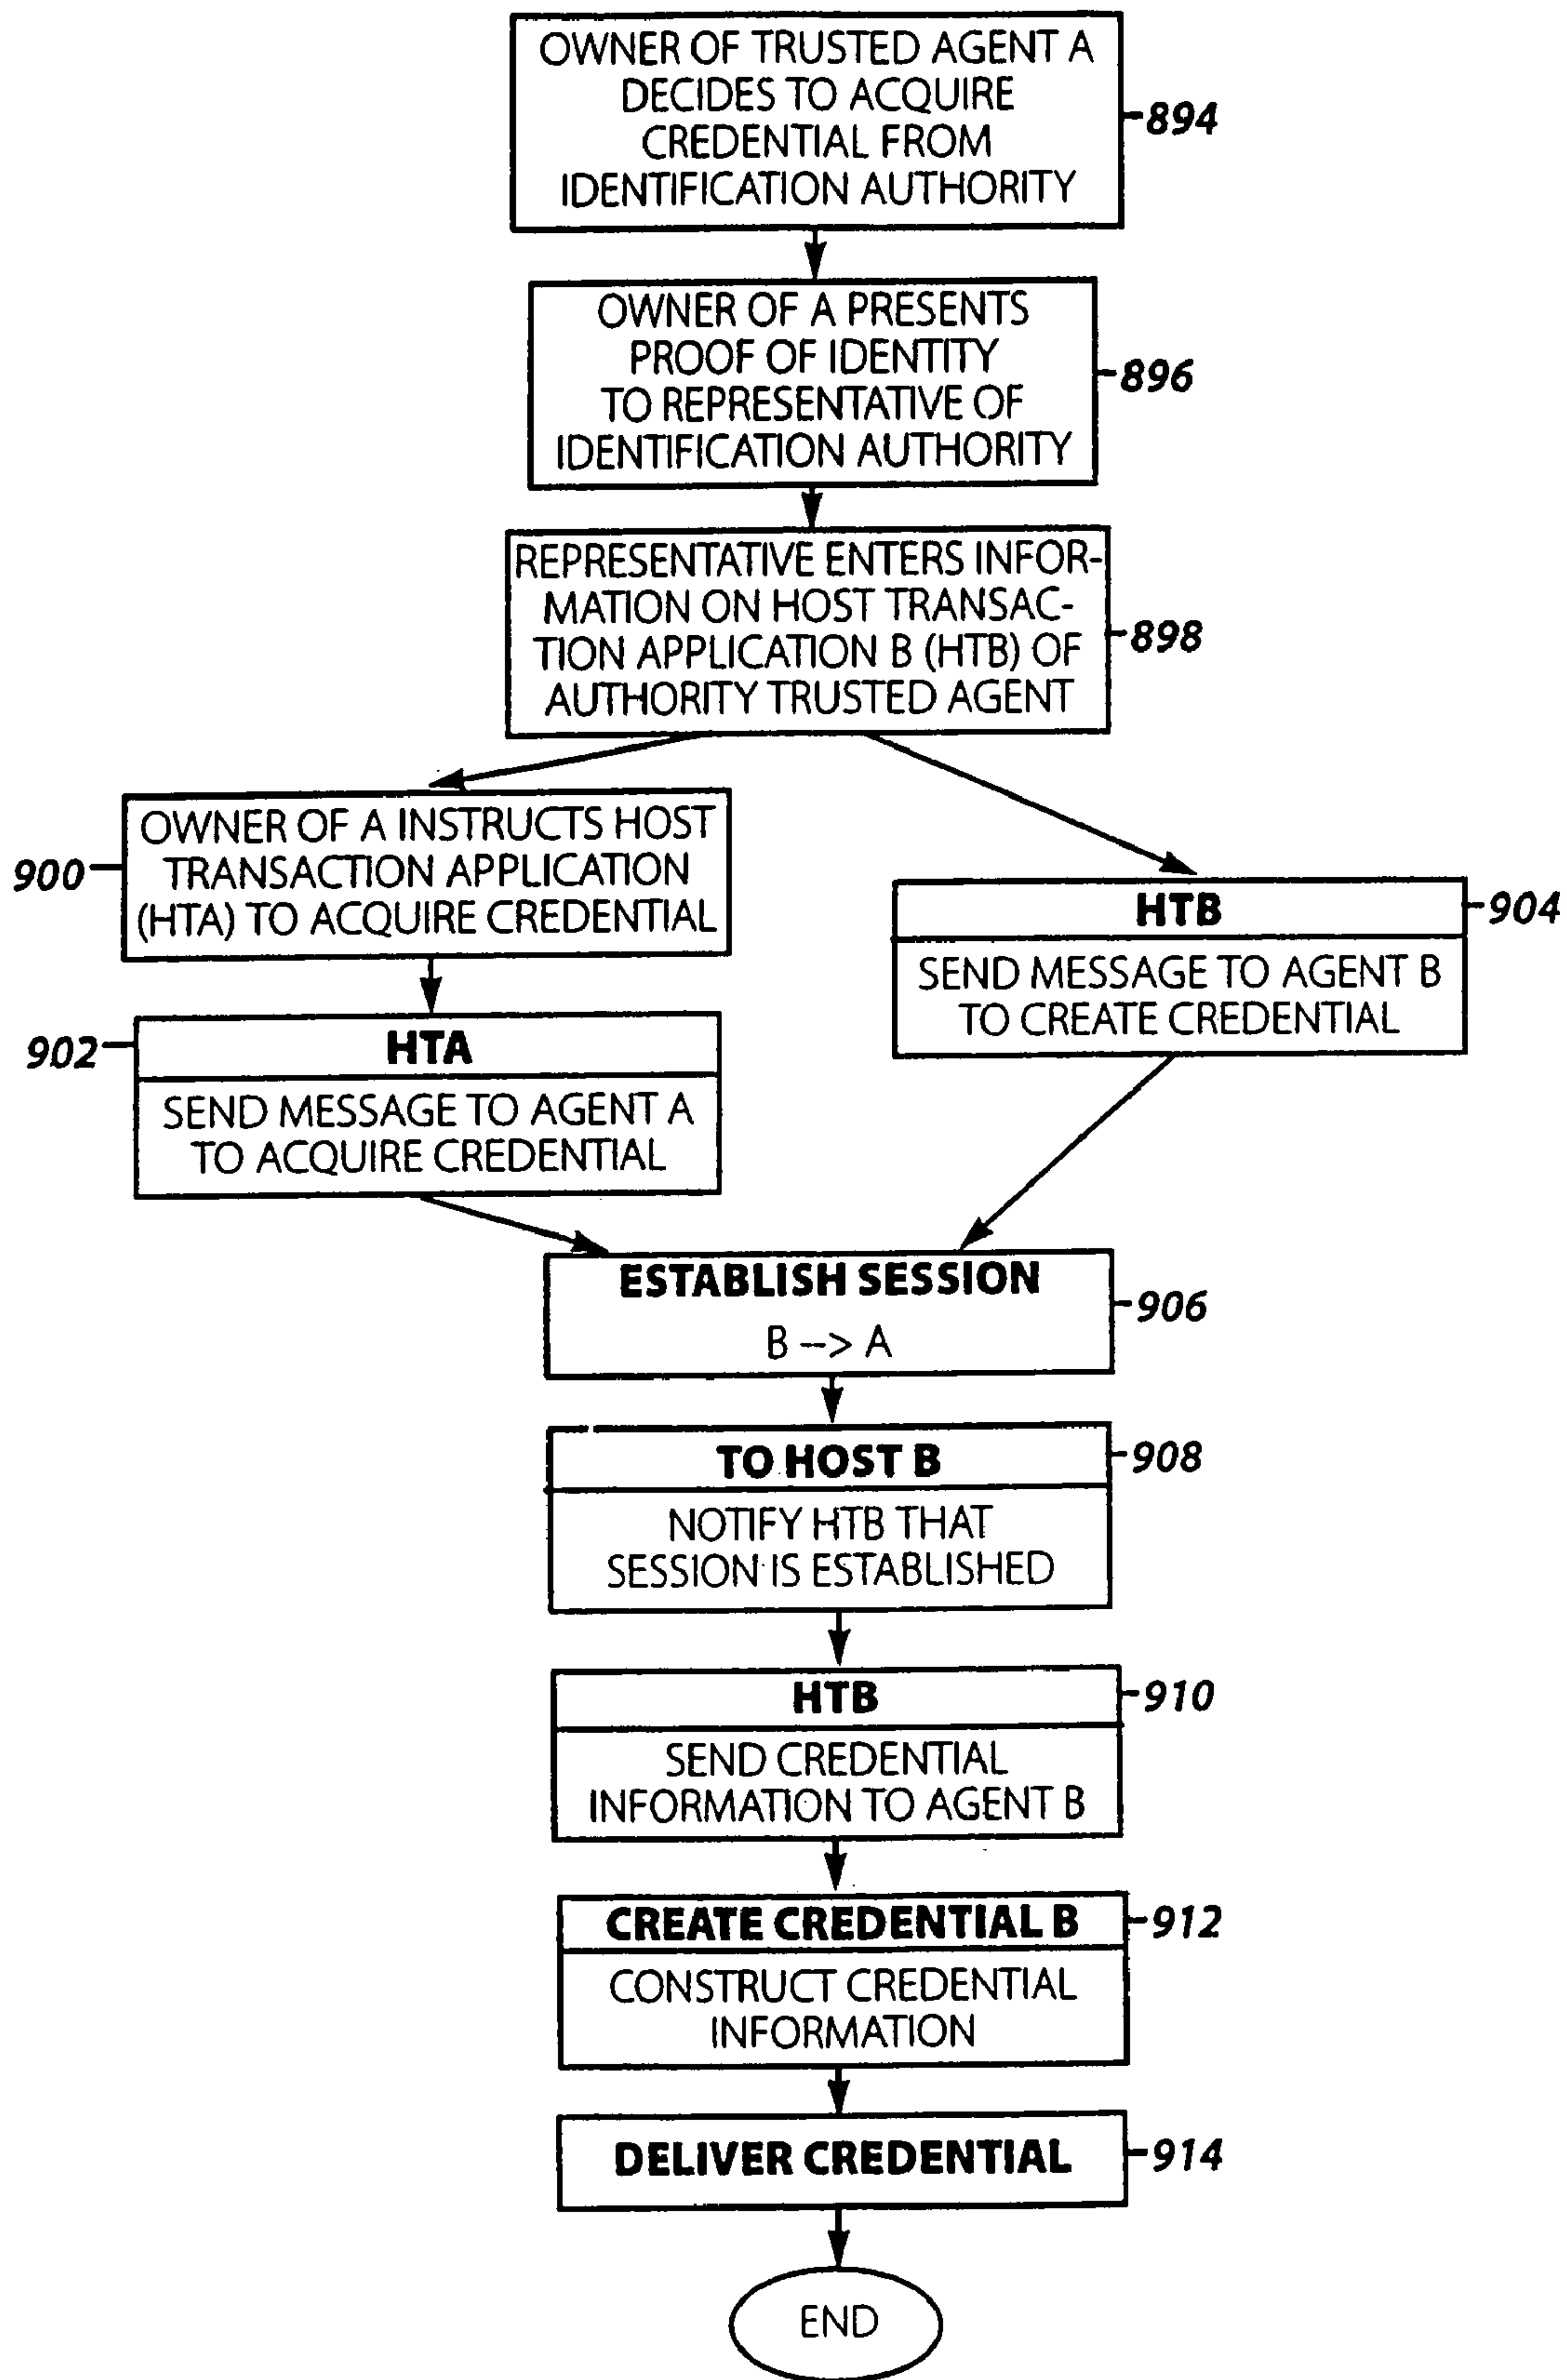 OWNER OF TRUSTED AGENT A
DECIDES TO ACQUIRE
CREDENTIAL FROM
IDENTIFICATION AUTHORITY
894
OWNER OF A PRESENTS
PROOF OF IDENTITY
TO REPRESENTATIVE OF
IDENTIFICATION AUTHORITY
896
REPRESENTATIVE ENTERS INFOR-
MATION ON HOST TRANSAC-
TION APPLICATION B (HTB) OF
AUTHORITY TRUSTED AGENT
898
900
OWNER OF A INSTRUCTS HOST
TRANSACTION APPLICATION
(HTA) TO ACQUIRE CREDENTIAL
HTB
904
SEND MESSAGE TO AGENT B
TO CREATE CREDENTIAL
902
HTA
SEND MESSAGE TO AGENT A
TO ACQUIRE CREDENTIAL
ESTABLISH SESSION
906
B --> A
TO HOST B
908
NOTIFY HTB THAT
SESSION IS ESTABLISHED
HTB
910
SEND CREDENTIAL
INFORMATION TO AGENT B
CREATE CREDENTIAL B
912
CONSTRUCT CREDENTIAL
INFORMATION
DELIVER CREDENTIAL
914
END